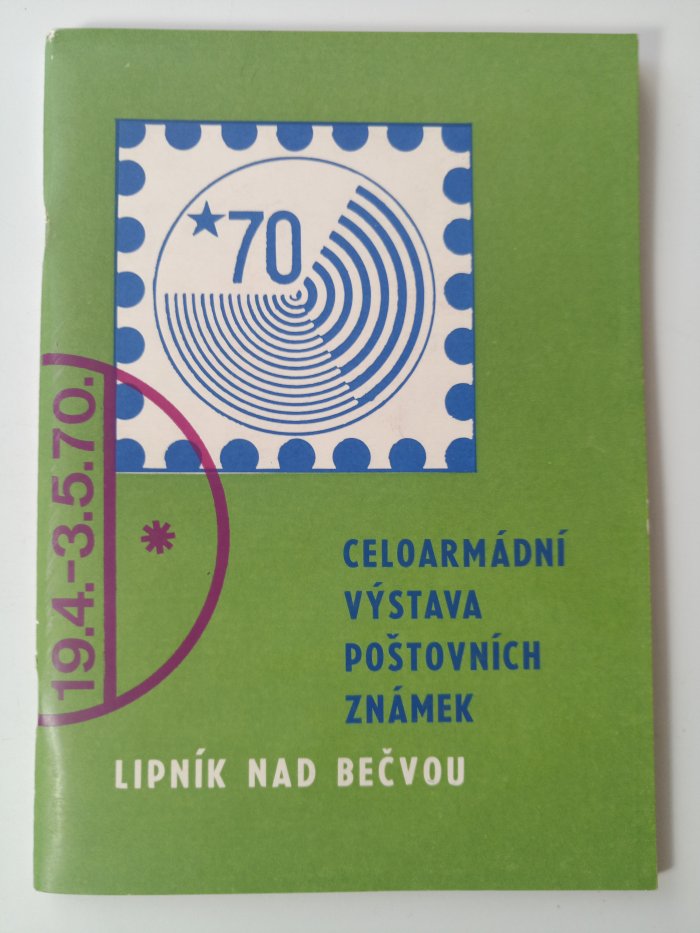 ★70
19.4.-3.5.70.
*
CELOARMÁDNÍ
VÝSTAVA
POŠTOVNÍCH
ZNÁMEK
LIPNÍK NAD BEČVOU